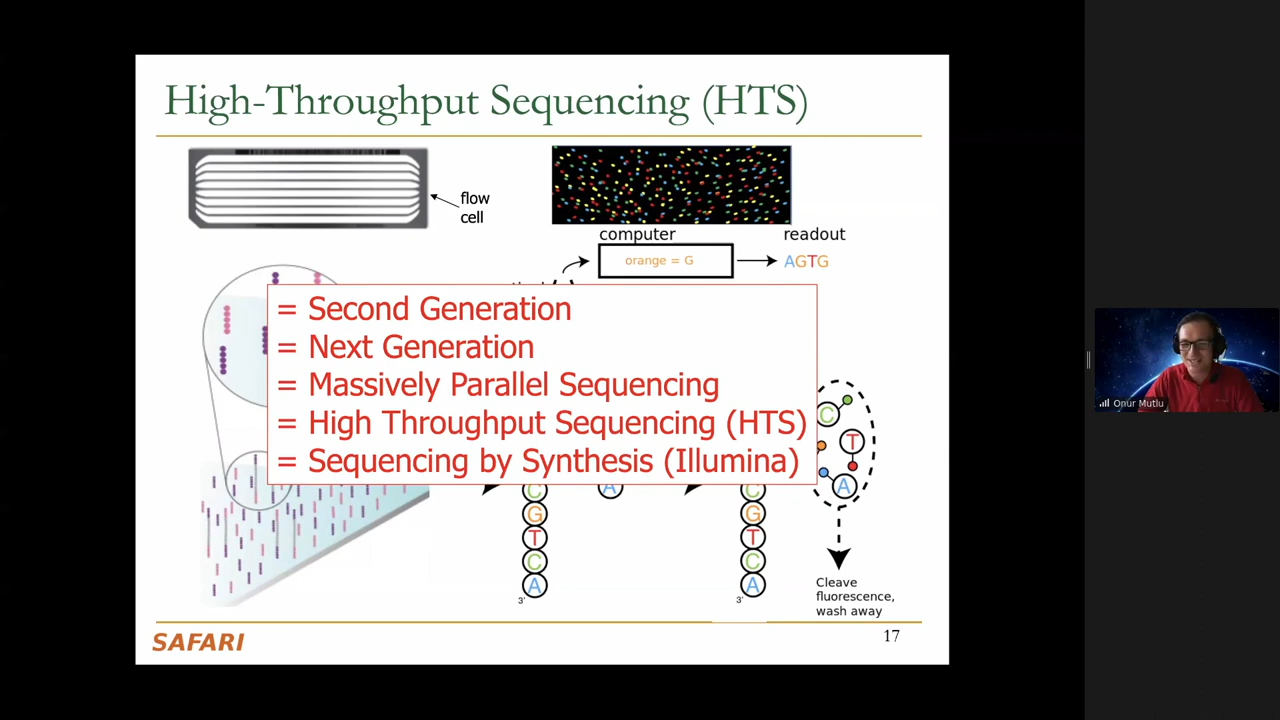 High-Throughput Sequencing (HTS)
flow
cell
computer
readout
orange = G
AGTG
= Second Generation
= Next Generation
= Massively Parallel Sequencing
= High Throughput Sequencing (HTS)
= Sequencing by Synthesis (Illumina)
C
T
A
C
G
T
C
A
3'
A
C
G
T
C
A
3'
Cleave
fluorescence,
wash away
SAFARI
17
Onur Mutlu